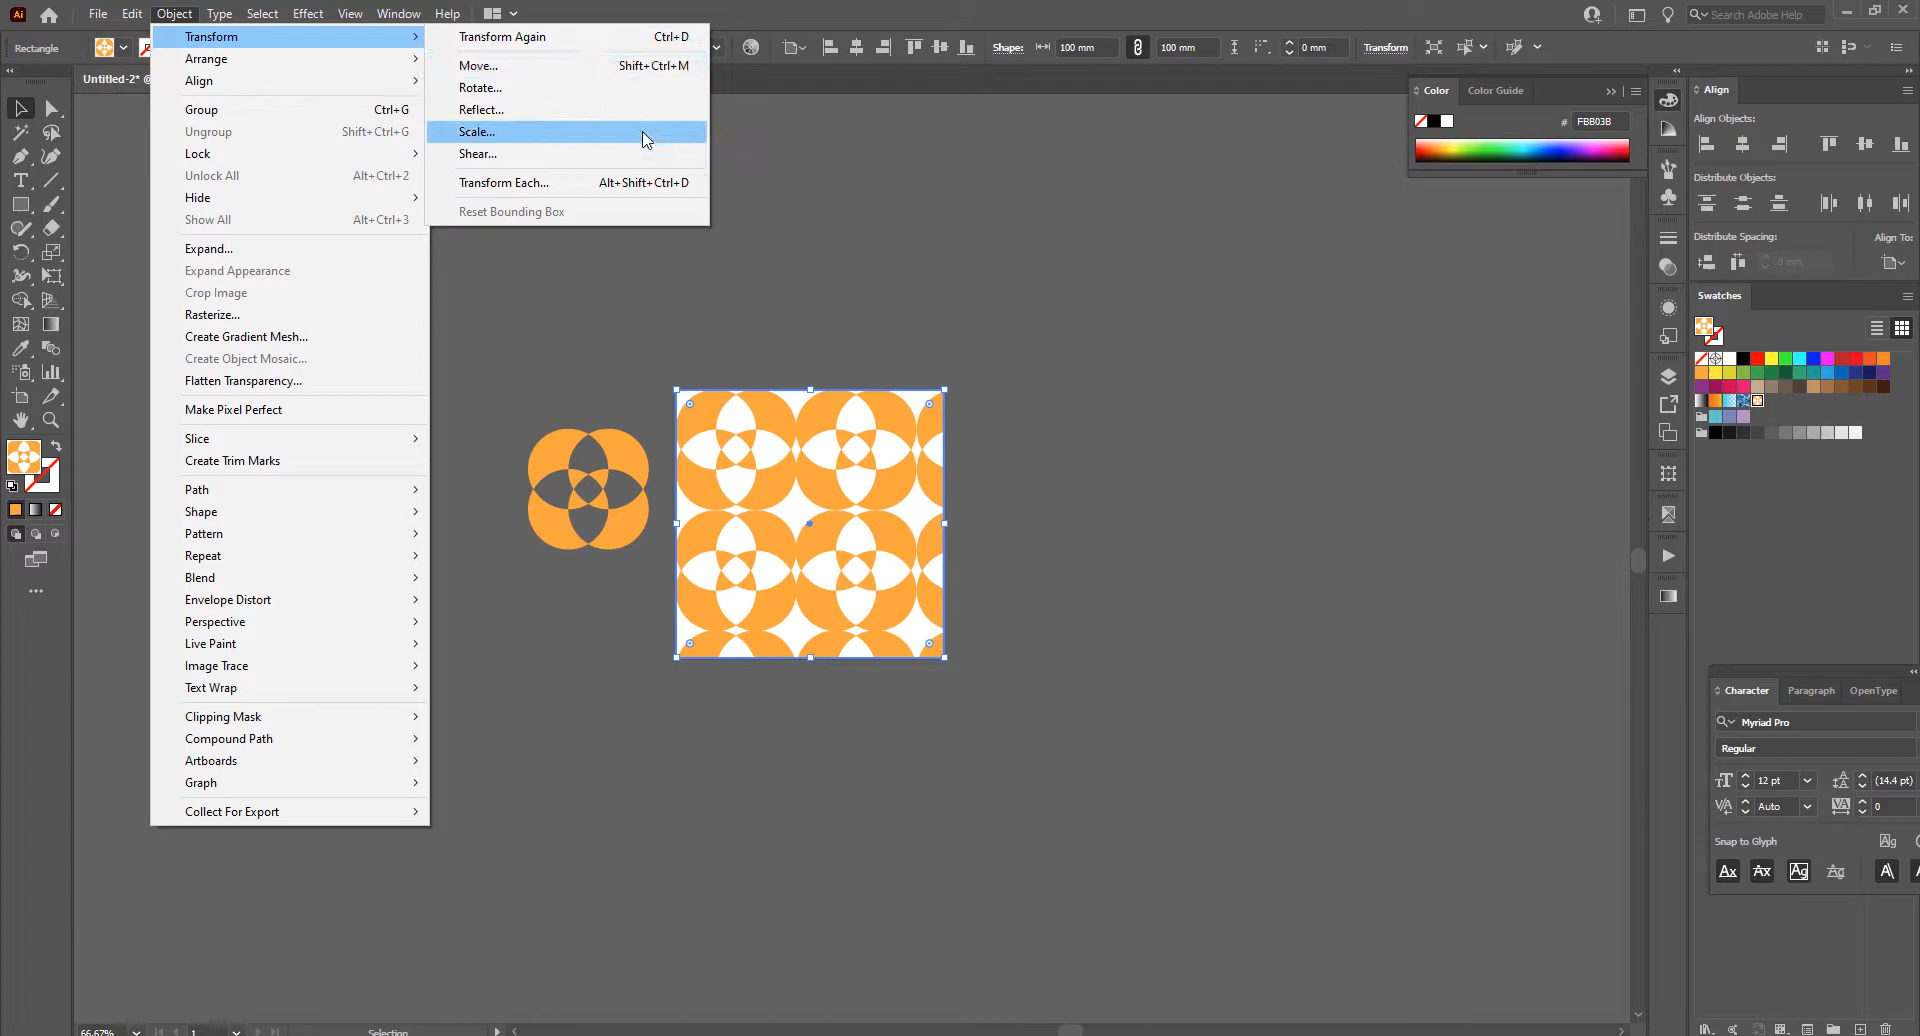 Ai File Edit Object Type Select Effect View Window Help Search Adobe Help
Rectangle Shape: 100 mm 100 mm 0 mm Transform
Untitled-2* @
Transform
Arrange
Align
Group Ctrl+G
Ungroup Shift+Ctrl+G
Lock
Unlock All Alt+Ctrl+2
Hide
Show All Alt+Ctrl+3
Expand...
Expand Appearance
Crop Image
Rasterize...
Create Gradient Mesh...
Create Object Mosaic...
Flatten Transparency...
Make Pixel Perfect
Slice
Create Trim Marks
Path
Shape
Pattern
Repeat
Blend
Envelope Distort
Perspective
Live Paint
Image Trace
Text Wrap
Clipping Mask
Compound Path
Artboards
Graph
Collect For Export
Transform Again Ctrl+D
Move... Shift+Ctrl+M
Rotate...
Reflect...
Scale...
Shear...
Transform Each... Alt+Shift+Ctrl+D
Reset Bounding Box
Color Color Guide
# FBB03B
Align
Align Objects:
Distribute Objects:
Distribute Spacing: Align To:
0 mm
Swatches
Character Paragraph OpenType
Myriad Pro
Regular
12 pt (14.4 pt)
Auto 0
Snap to Glyph
66.67% 1 Selection